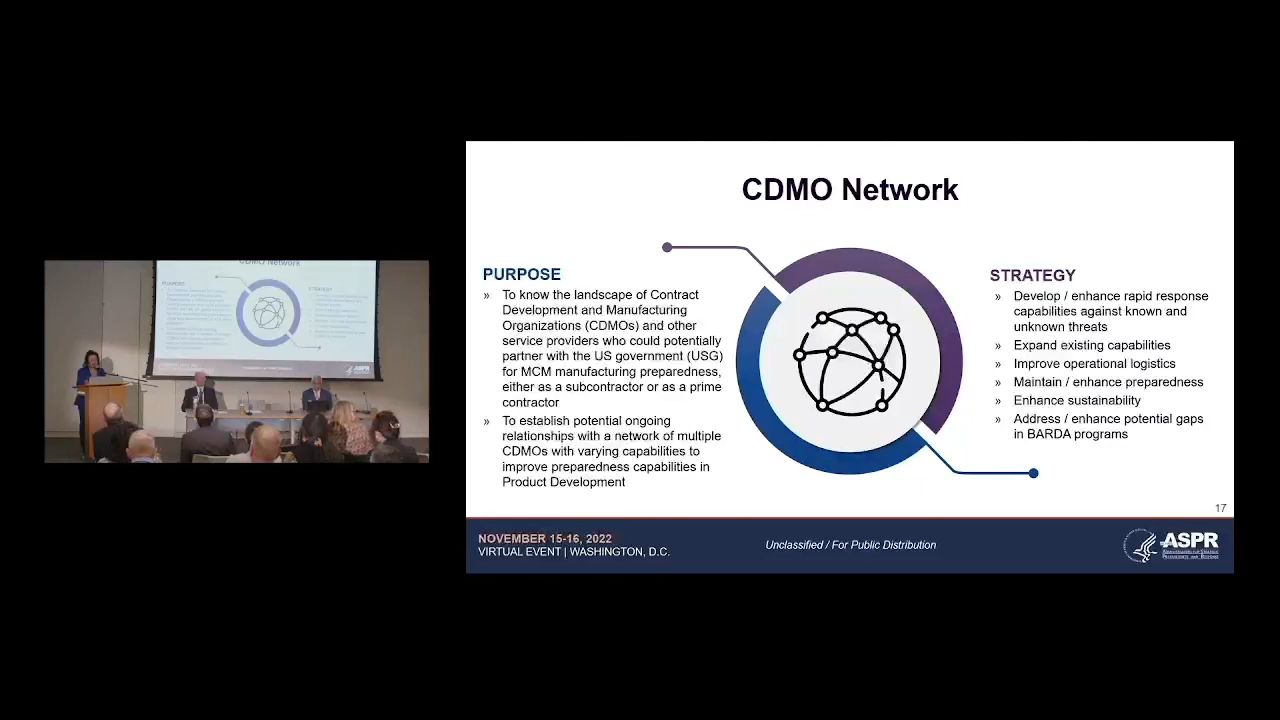 CDMO Network
PURPOSE
» To know the landscape of Contract
Development and Manufacturing
Organizations (CDMOs) and other
service providers who could potentially
partner with the US government (USG)
for MCM manufacturing preparedness,
either as a subcontractor or as a prime
contractor
» To establish potential ongoing
relationships with a network of multiple
CDMOs with varying capabilities to
improve preparedness capabilities in
Product Development
STRATEGY
» Develop / enhance rapid response
capabilities against known and
unknown threats
» Expand existing capabilities
» Improve operational logistics
» Maintain / enhance preparedness
» Enhance sustainability
» Address / enhance potential gaps
in BARDA programs
17
NOVEMBER 15-16, 2022
VIRTUAL EVENT | WASHINGTON, D.C.
Unclassified / For Public Distribution
ASPR
CDMO Network
PURPOSE
STRATEGY
ASPR